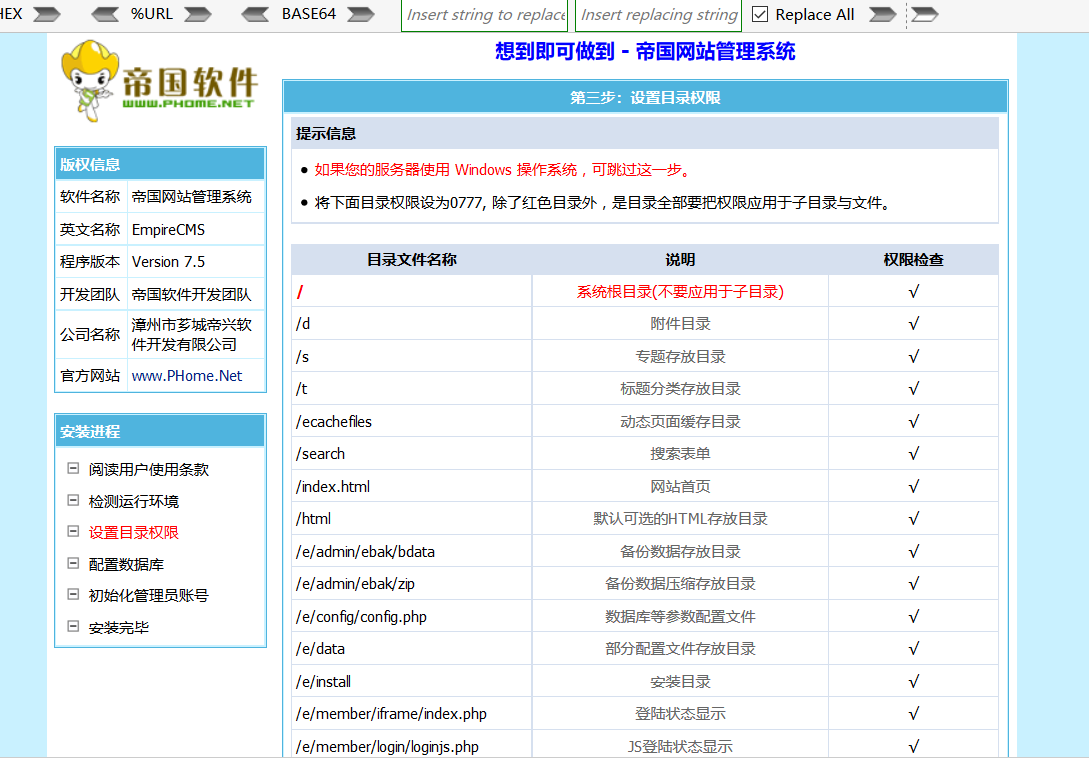 HEX %URL BASE64 Insert string to replace Insert replacing string Replace All
想到即可做到 - 帝国网站管理系统
帝国软件
WWW.PHOME.NET
版权信息
软件名称 帝国网站管理系统
英文名称 EmpireCMS
程序版本 Version 7.5
开发团队 帝国软件开发团队
公司名称 漳州市芗城帝兴软
件开发有限公司
官方网站 www.PHome.Net
安装进程
阅读用户使用条款
检测运行环境
设置目录权限
配置数据库
初始化管理员账号
安装完毕
第三步：设置目录权限
提示信息
● 如果您的服务器使用 Windows 操作系统，可跳过这一步。
● 将下面目录权限设为0777, 除了红色目录外，是目录全部要把权限应用于子目录与文件。
目录文件名称 说明 权限检查
/ 系统根目录(不要应用于子目录) √
/d 附件目录 √
/s 专题存放目录 √
/t 标题分类存放目录 √
/ecachefiles 动态页面缓存目录 √
/search 搜索表单 √
/index.html 网站首页 √
/html 默认可选的HTML存放目录 √
/e/admin/ebak/bdata 备份数据存放目录 √
/e/admin/ebak/zip 备份数据压缩存放目录 √
/e/config/config.php 数据库等参数配置文件 √
/e/data 部分配置文件存放目录 √
/e/install 安装目录 √
/e/member/iframe/index.php 登陆状态显示 √
/e/member/login/loginjs.php JS登陆状态显示 √